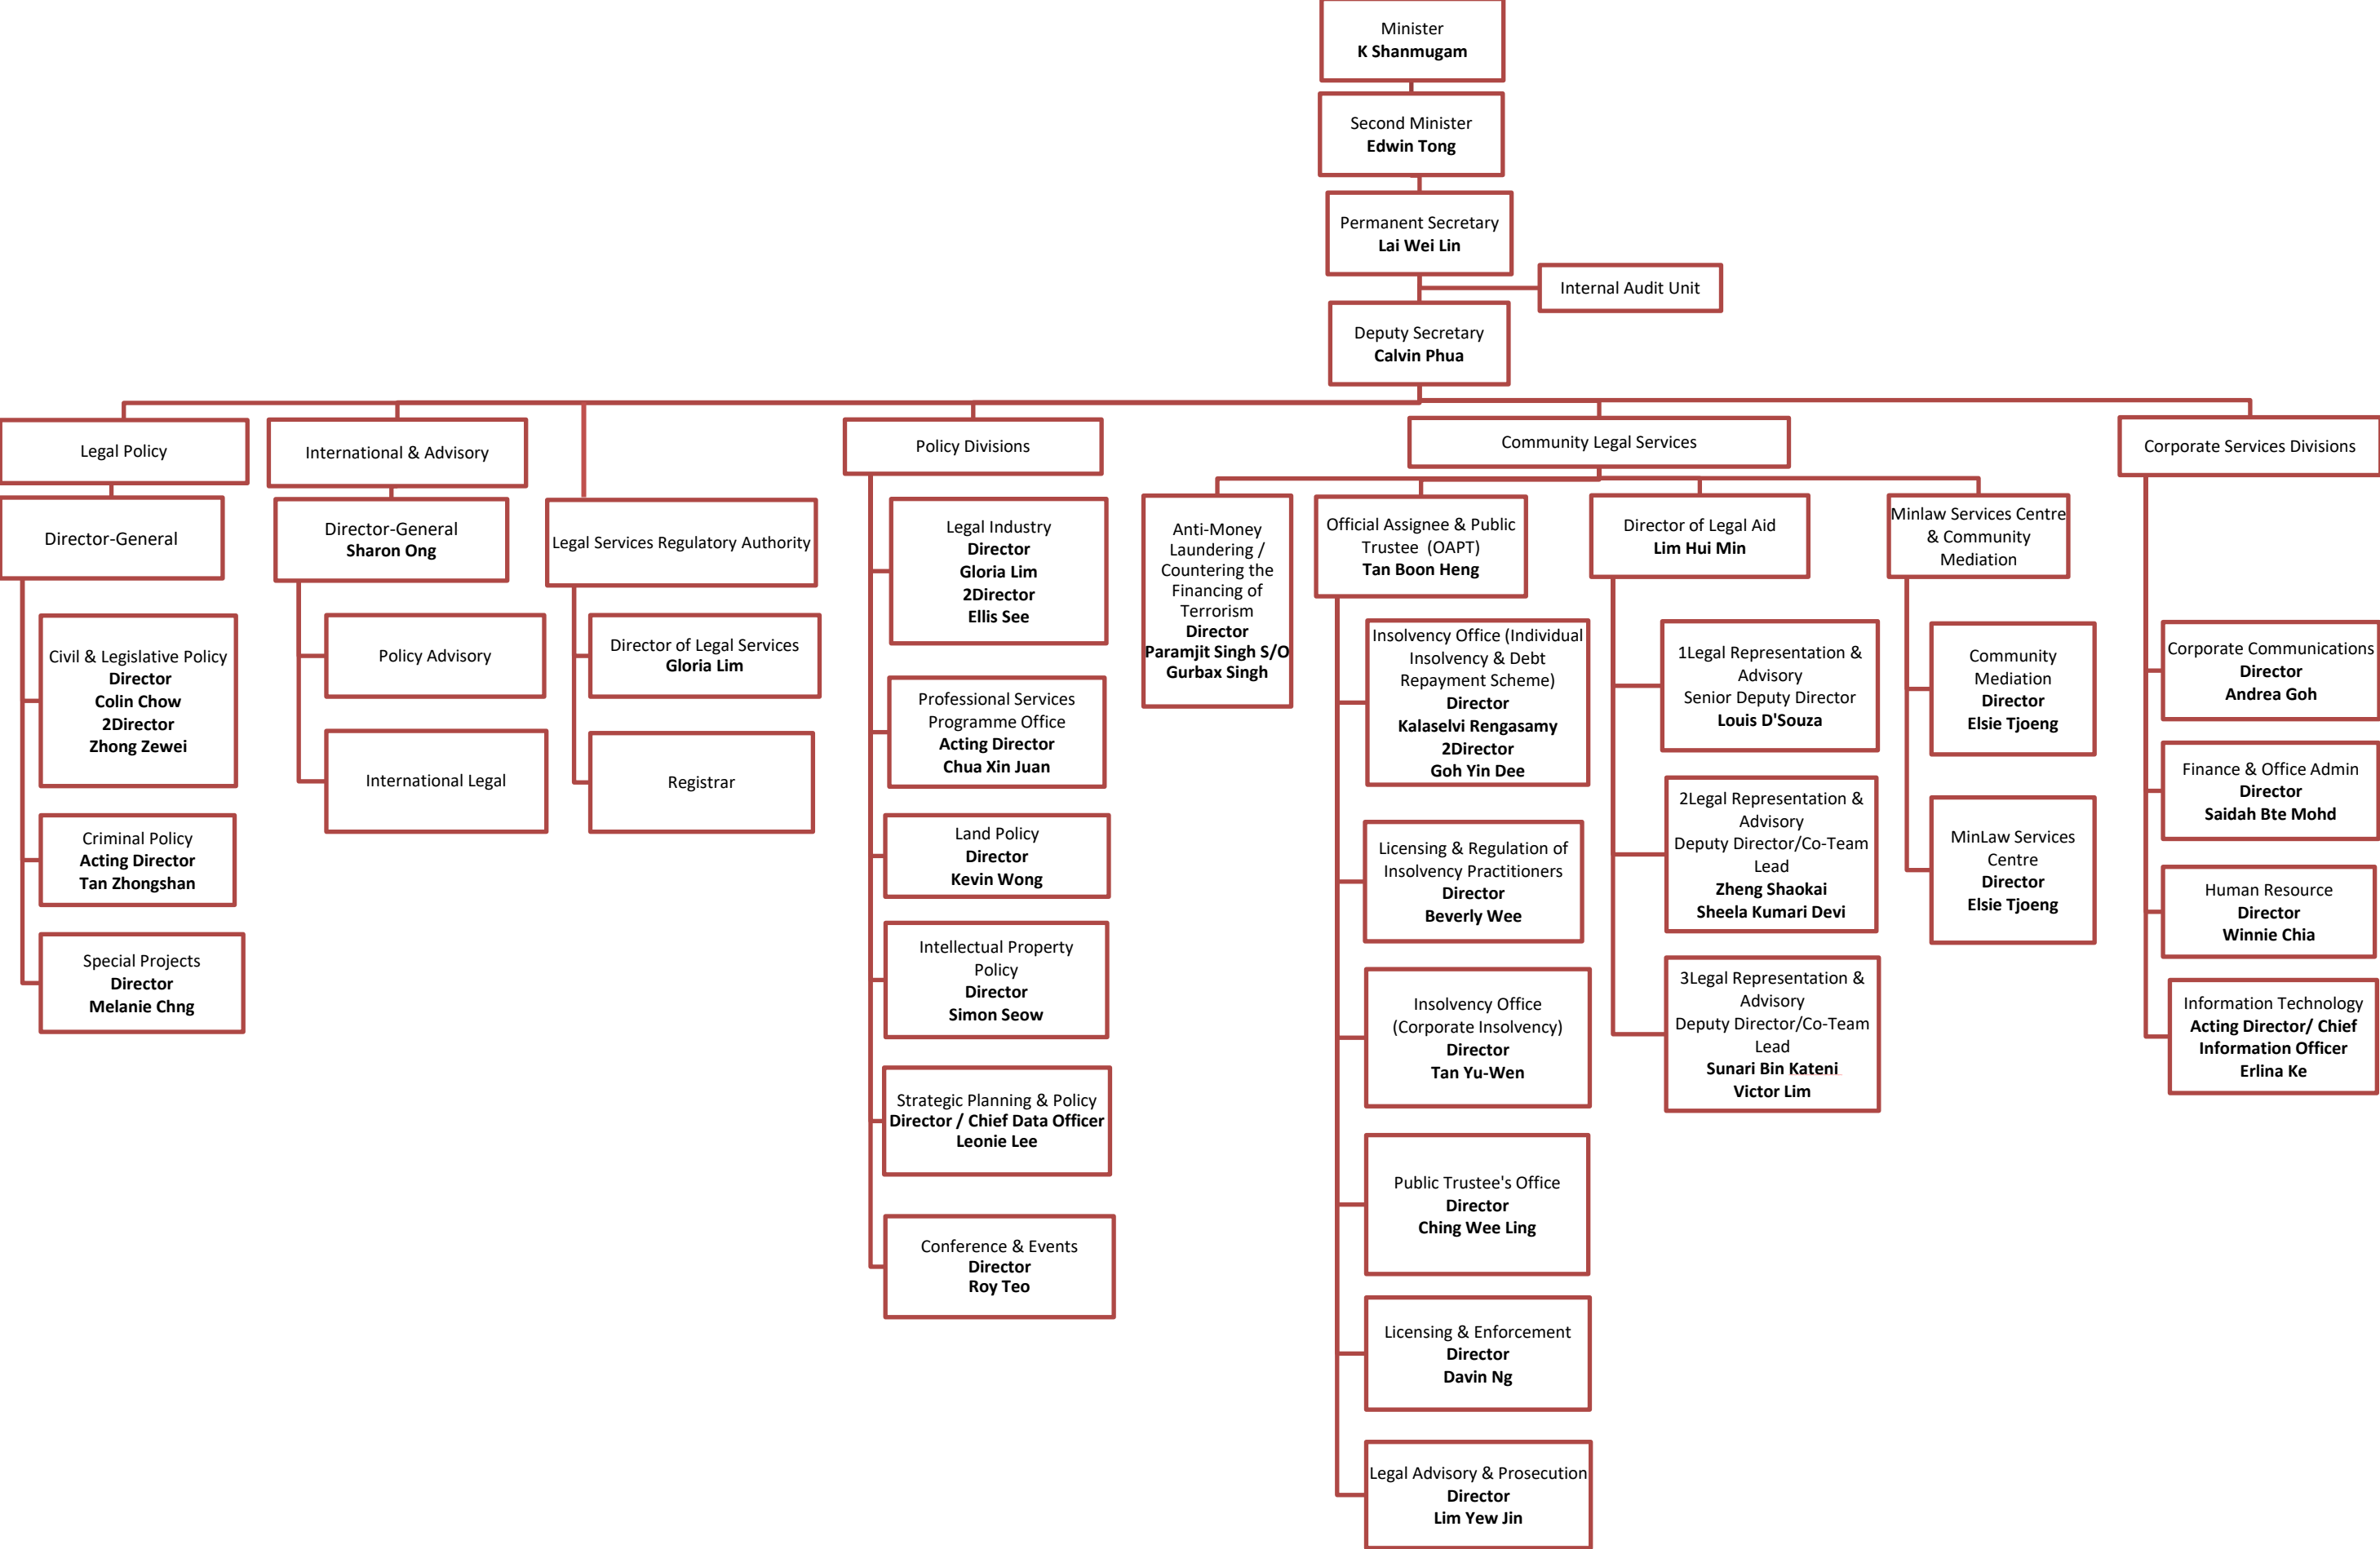 Minister
K Shanmugam
Second Minister
Edwin Tong
Permanent Secretary
Lai Wei Lin
Internal Audit Unit
Deputy Secretary
Calvin Phua
Legal Policy
Director-General
Civil & Legislative Policy
Director
Colin Chow
2Director
Zhong Zewei
Criminal Policy
Acting Director
Tan Zhongshan
Special Projects
Director
Melanie Chng
International & Advisory
Director-General
Sharon Ong
Policy Advisory
International Legal
Legal Services Regulatory Authority
Director of Legal Services
Gloria Lim
Registrar
Policy Divisions
Legal Industry
Director
Gloria Lim
2Director
Ellis See
Professional Services
Programme Office
Acting Director
Chua Xin Juan
Land Policy
Director
Kevin Wong
Intellectual Property
Policy
Director
Simon Seow
Strategic Planning & Policy
Director / Chief Data Officer
Leonie Lee
Conference & Events
Director
Roy Teo
Community Legal Services
Anti-Money
Laundering /
Countering the
Financing of
Terrorism
Director
Paramjit Singh S/O
Gurbax Singh
Official Assignee & Public
Trustee (OAPT)
Tan Boon Heng
Insolvency Office (Individual
Insolvency & Debt
Repayment Scheme)
Director
Kalaselvi Rengasamy
2Director
Goh Yin Dee
Licensing & Regulation of
Insolvency Practitioners
Director
Beverly Wee
Insolvency Office
(Corporate Insolvency)
Director
Tan Yu-Wen
Public Trustee's Office
Director
Ching Wee Ling
Licensing & Enforcement
Director
Davin Ng
Legal Advisory & Prosecution
Director
Lim Yew Jin
Director of Legal Aid
Lim Hui Min
1Legal Representation &
Advisory
Senior Deputy Director
Louis D'Souza
2Legal Representation &
Advisory
Deputy Director/Co-Team
Lead
Zheng Shaokai
Sheela Kumari Devi
3Legal Representation &
Advisory
Deputy Director/Co-Team
Lead
Sunari Bin Kateni
Victor Lim
Minlaw Services Centre
& Community
Mediation
Community
Mediation
Director
Elsie Tjoeng
MinLaw Services
Centre
Director
Elsie Tjoeng
Corporate Services Divisions
Corporate Communications
Director
Andrea Goh
Finance & Office Admin
Director
Saidah Bte Mohd
Human Resource
Director
Winnie Chia
Information Technology
Acting Director/ Chief
Information Officer
Erlina Ke